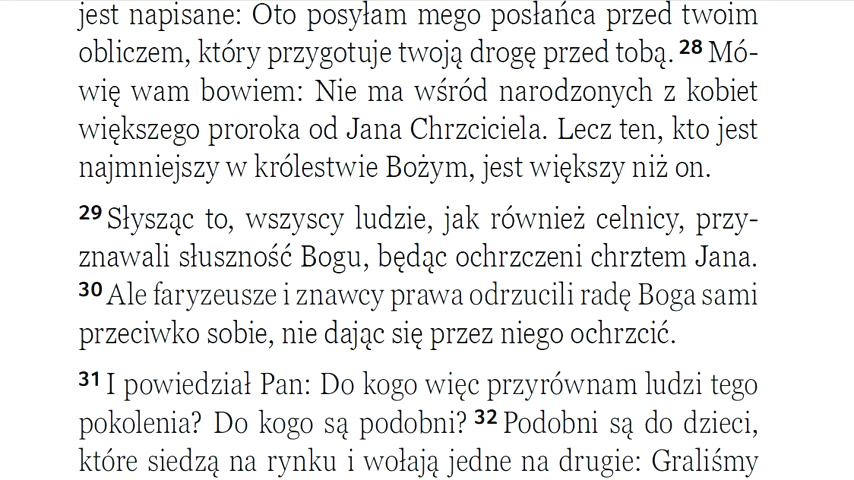 jest napisane: Oto posyłam mego posłańca przed twoim
obliczem, który przygotuje twoją drogę przed tobą. 28 Mó-
wię wam bowiem: Nie ma wśród narodzonych z kobiet
większego proroka od Jana Chrzciciela. Lecz ten, kto jest
najmniejszy w królestwie Bożym, jest większy niż on.
29 Słysząc to, wszyscy ludzie, jak również celnicy, przy-
znawali słuszność Bogu, będąc ochrzczeni chrztem Jana.
30 Ale faryzeusze i znawcy prawa odrzucili radę Boga sami
przeciwko sobie, nie dając się przez niego ochrzcić.
31 I powiedział Pan: Do kogo więc przyrównam ludzi tego
pokolenia? Do kogo są podobni? 32 Podobni są do dzieci,
które siedzą na rynku i wołają jedne na drugie: Graliśmy